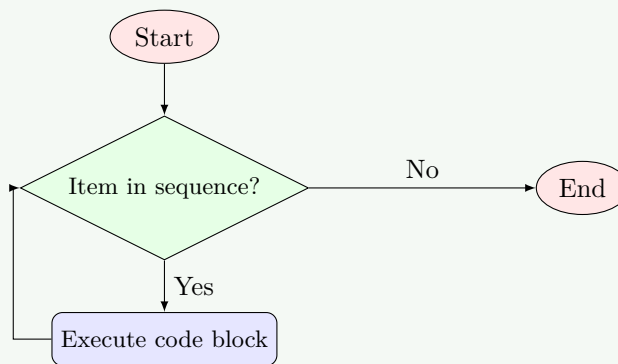 Start
Item in sequence?
No
End
Yes
Execute code block